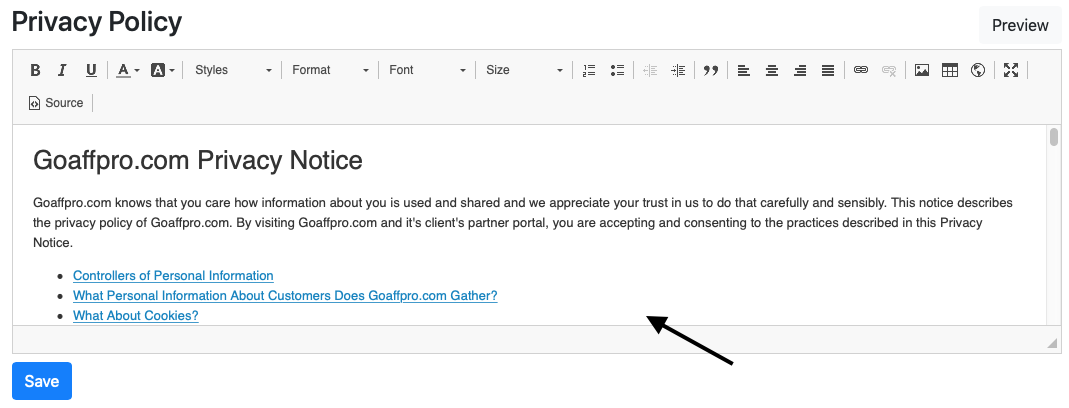 Privacy Policy
Preview
B I U A A Styles Format Font Size
Source
Goaffpro.com Privacy Notice
Goaffpro.com knows that you care how information about you is used and shared and we appreciate your trust in us to do that carefully and sensibly. This notice describes
the privacy policy of Goaffpro.com. By visiting Goaffpro.com and it's client's partner portal, you are accepting and consenting to the practices described in this Privacy
Notice.
• Controllers of Personal Information
• What Personal Information About Customers Does Goaffpro.com Gather?
• What About Cookies?
Save